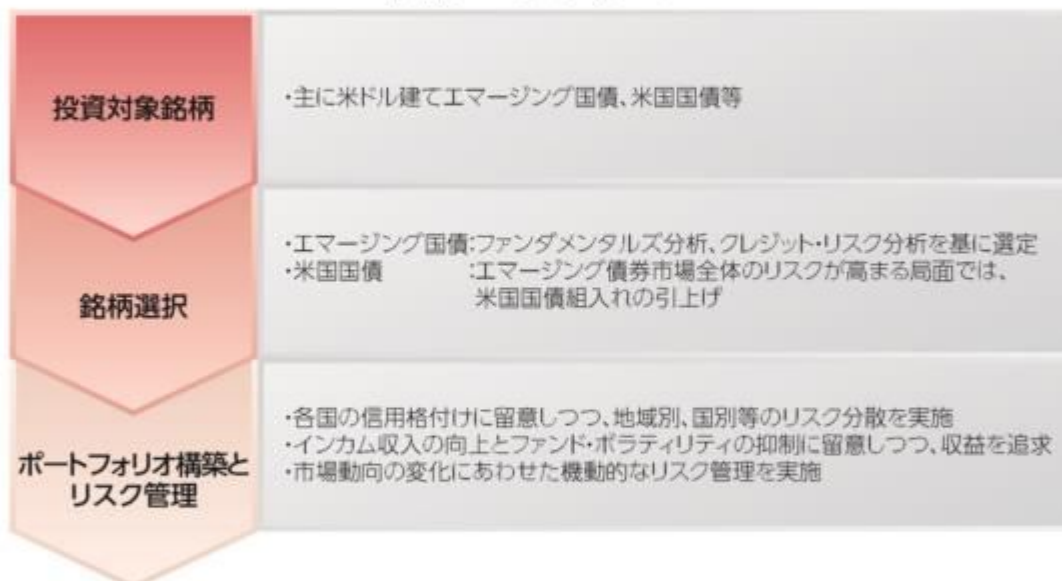 投資対象銘柄
・主に米ドル建てエマージング国債、米国国債等
銘柄選択
・エマージング国債:ファンダメンタルズ分析、クレジット・リスク分析を基に選定
・米国国債 :エマージング債券市場全体のリスクが高まる局面では、
米国国債組入れの引上げ
ポートフォリオ構築と
リスク管理
・各国の信用格付けに留意しつつ、地域別、国別等のリスク分散を実施
・インカム収入の向上とファンド・ボラティリティの抑制に留意しつつ、収益を追求
・市場動向の変化にあわせた機動的なリスク管理を実施